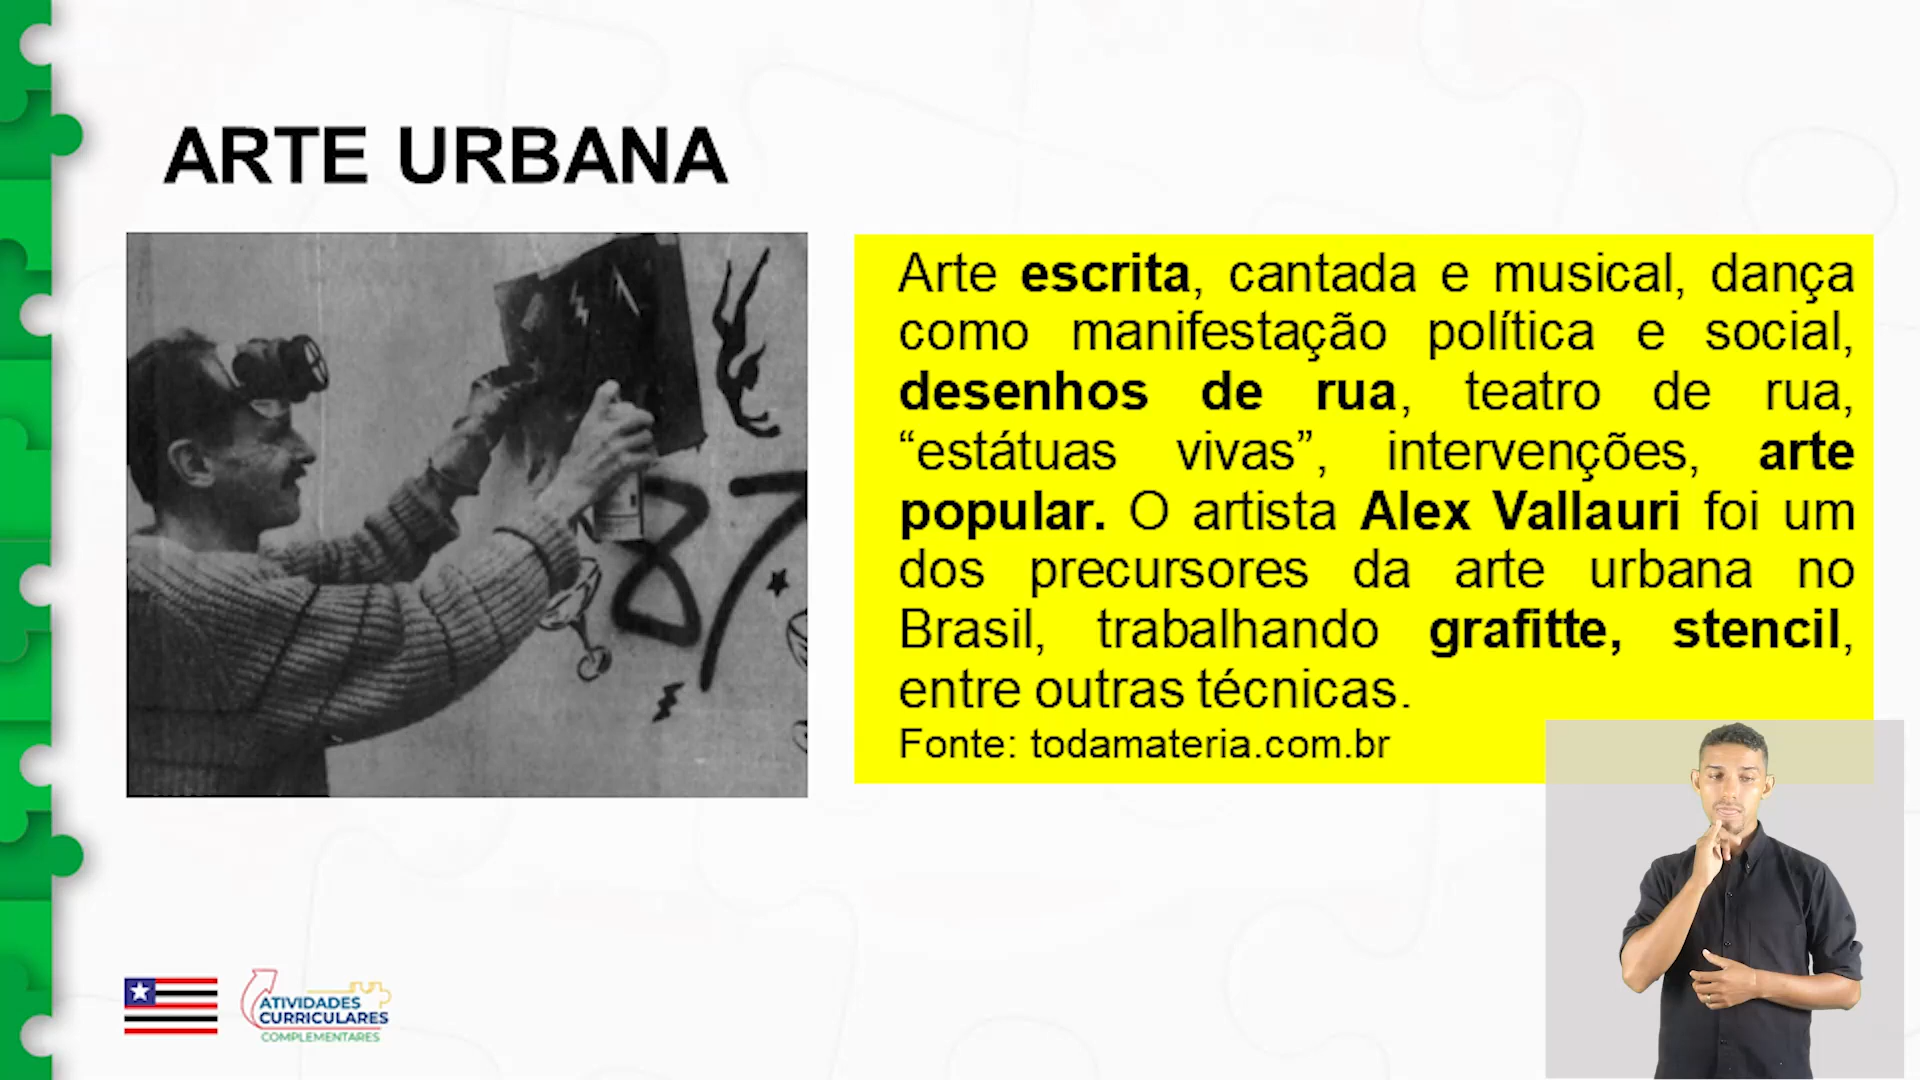 ARTE URBANA
87
Arte escrita, cantada e musical, dança
como manifestação política e social,
desenhos de rua, teatro de rua,
“estátuas vivas”, intervenções, arte
popular. O artista Alex Vallauri foi um
dos precursores da arte urbana no
Brasil, trabalhando grafitte, stencil,
entre outras técnicas.
Fonte: todamateria.com.br
ATIVIDADES
CURRICULARES
COMPLEMENTARES